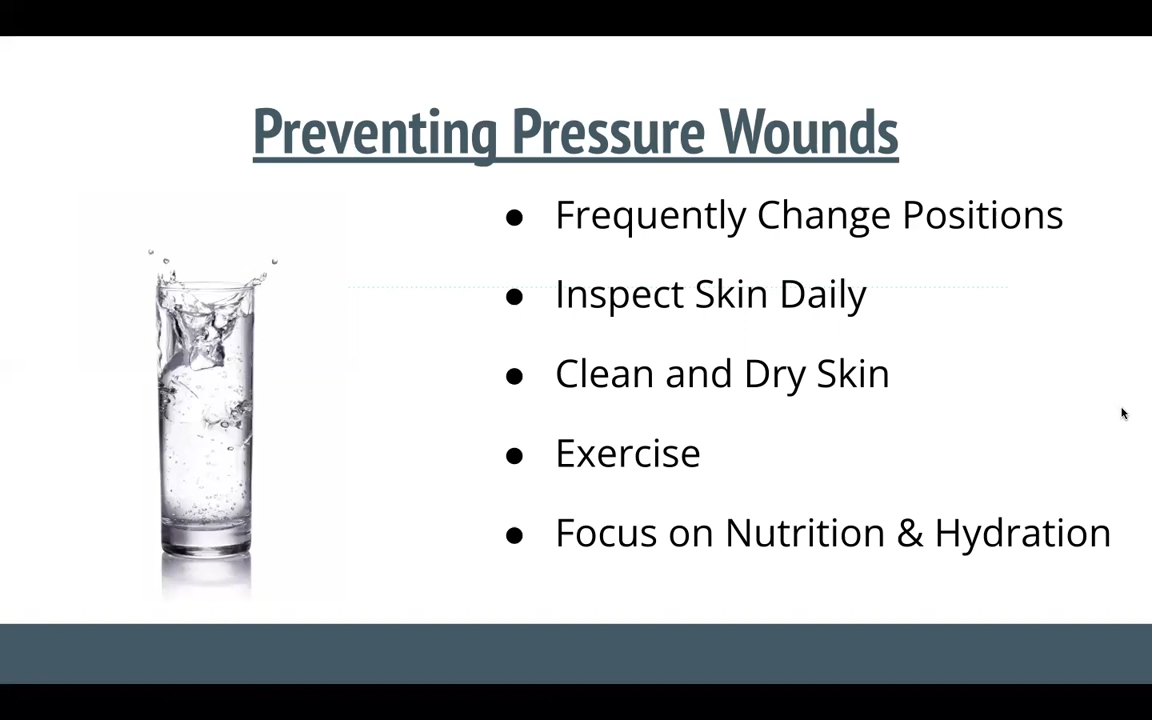 Preventing Pressure Wounds
● Frequently Change Positions
● Inspect Skin Daily
● Clean and Dry Skin
● Exercise
● Focus on Nutrition & Hydration